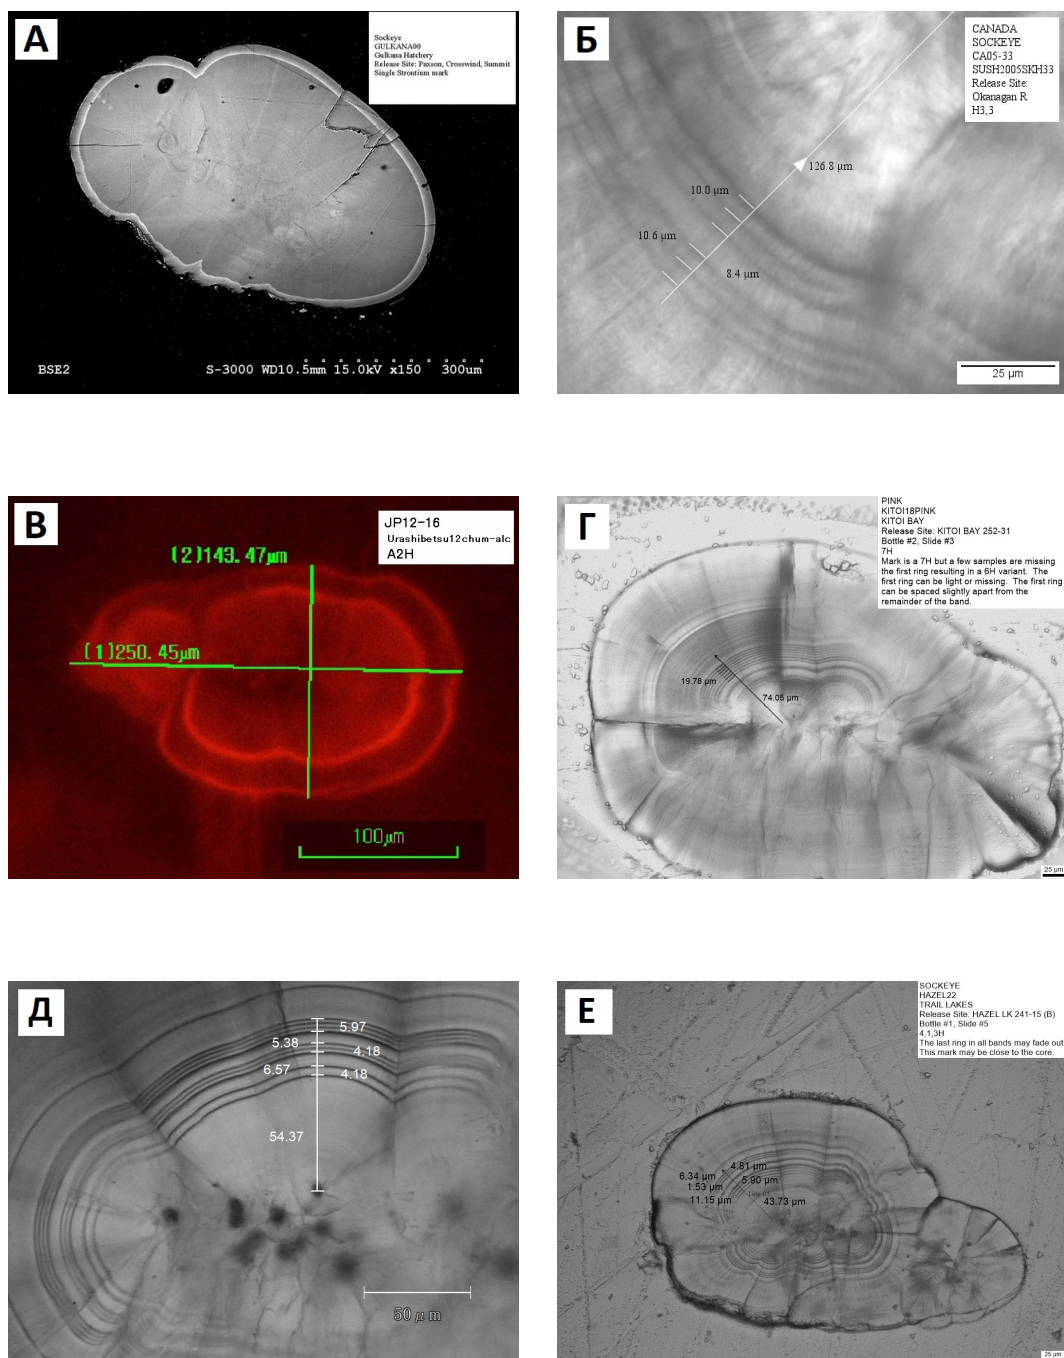 А
Sockeye
GULKANA00
Gulkana Hatchery
Release Site: Paxson, Crosswind, Summit
Single Strontium mark
BSE2
S-3000 WD10.5mm 15.0kV x150 300um
Б
CANADA
SOCKEYE
CA05-33
SUSH2005SKH33
Release Site:
Okanagan R
H3,3
126.8 µm
10.0 µm
10.6 µm
8.4 µm
25 µm
В
JP12-16
Urashibetsu12chum-alc
A2H
(2)143.47µm
(1)250.45µm
100µm
Г
PINK
KITOI18PINK
KITOI BAY
Release Site: KITOI BAY 252-31
Bottle #2, Slide #3
7H
Mark is a 7H but a few samples are missing
the first ring resulting in a 6H variant. The
first ring can be light or missing. The first ring
can be spaced slightly apart from the
remainder of the band.
19.78 µm
74.05 µm
25 µm
Д
5.97
5.38
4.18
6.57
4.18
54.37
50 µm
Е
SOCKEYE
HAZEL22
TRAIL LAKES
Release Site: HAZEL LK 241-15 (B)
Bottle #1, Slide #5
4,1,3H
The last ring in all bands may fade out
This mark may be close to the core.
4.81 µm
6.34 µm
5.90 µm
1.53 µm
11.15 µm
43.73 µm
25 µm